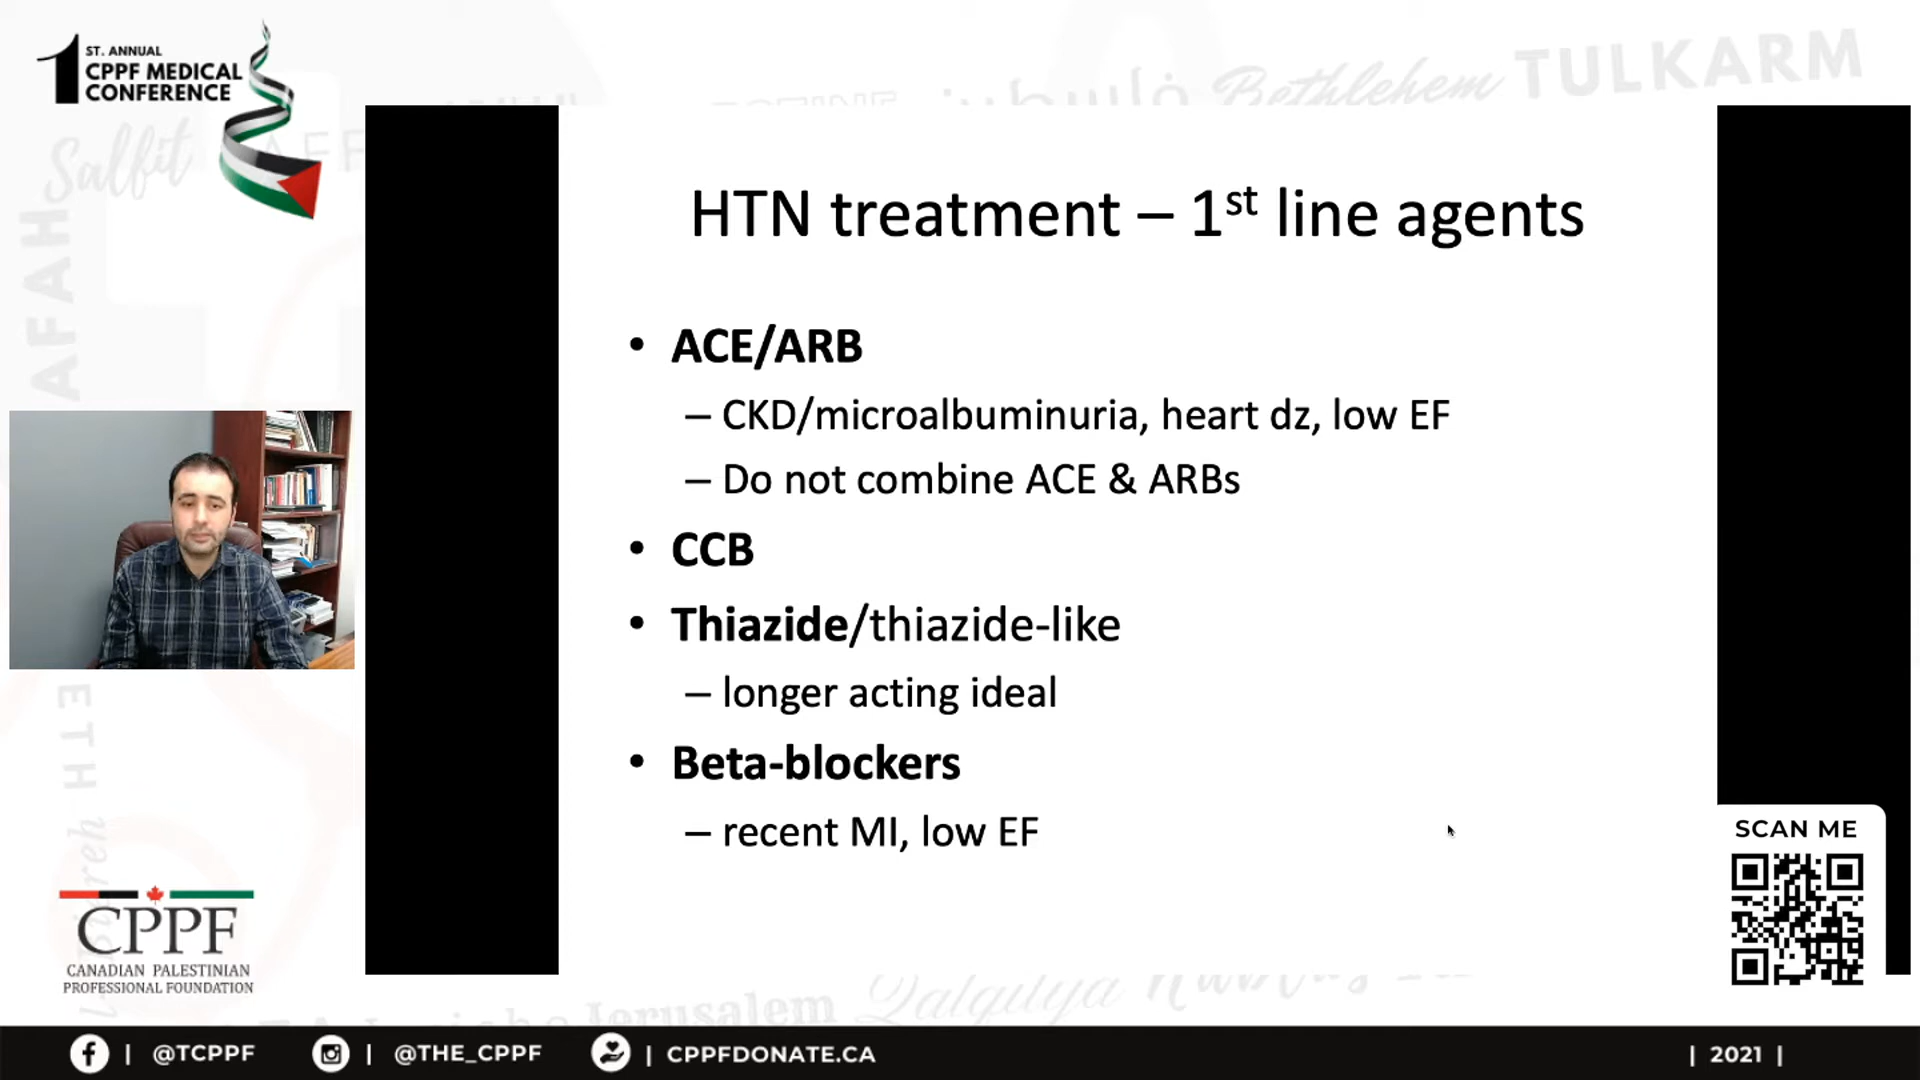 1 ST. ANNUAL
CPPF MEDICAL
CONFERENCE
Bethlehem TULKARM
Salfit
HTN treatment – 1st line agents
• ACE/ARB
– CKD/microalbuminuria, heart dz, low EF
– Do not combine ACE & ARBs
• CCB
• Thiazide/thiazide-like
– longer acting ideal
• Beta-blockers
– recent MI, low EF
SCAN ME
CPPF
CANADIAN PALESTINIAN
PROFESSIONAL FOUNDATION
Jerusalem Qalqilya
| @TCPPF | @THE_CPPF | CPPFDONATE.CA | 2021 |